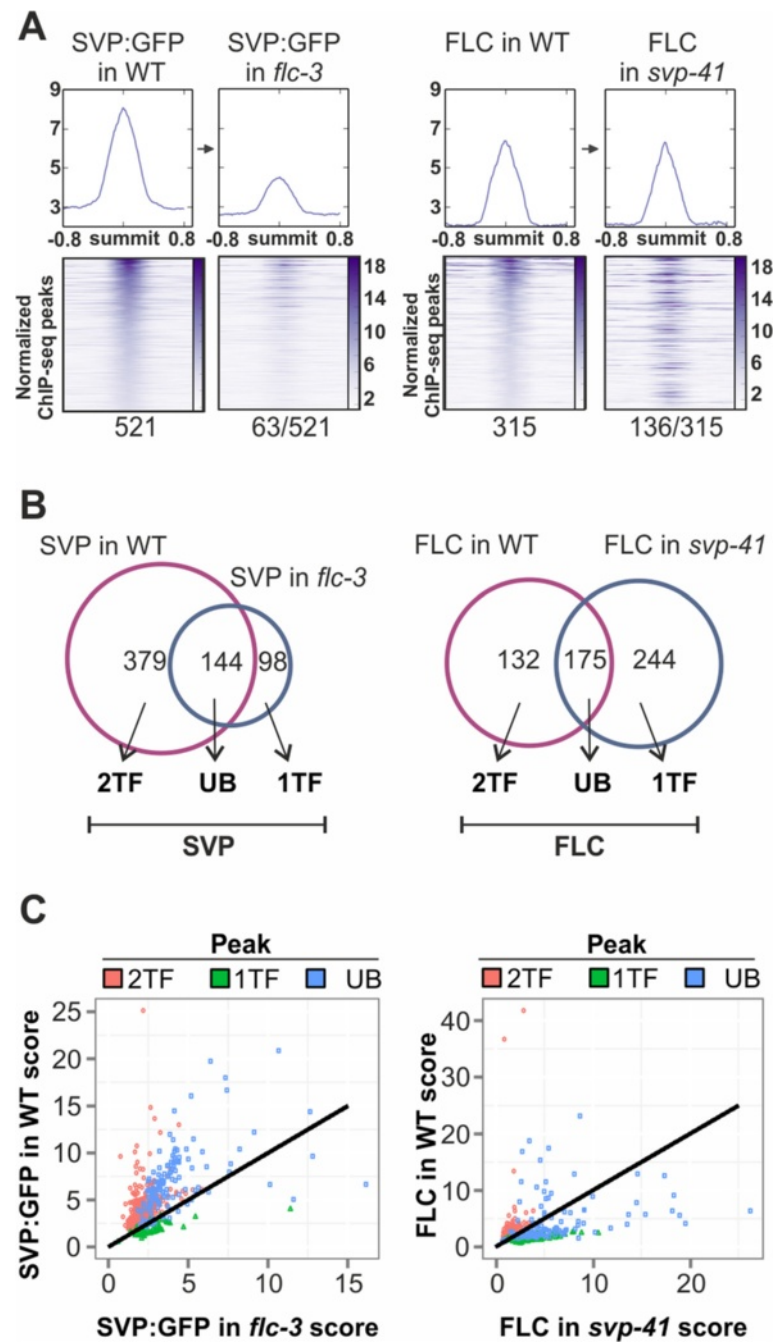 A
SVP:GFP in WT
SVP:GFP in flc-3
FLC in WT
FLC in svp-41
9
7
5
3
-0.8 summit 0.8
-0.8 summit 0.8
9
7
5
3
-0.8 summit 0.8
-0.8 summit 0.8
Normalized
ChIP-seq peaks
18
14
10
6
2
Normalized
ChIP-seq peaks
18
14
10
6
2
521
63/521
315
136/315
B
SVP in WT
SVP in flc-3
FLC in WT
FLC in svp-41
379 144 98
132 175 244
2TF UB 1TF
2TF UB 1TF
SVP
FLC
C
Peak
2TF 1TF UB
25
20
15
10
5
0
SVP:GFP in WT score
0 5 10 15
SVP:GFP in flc-3 score
Peak
2TF 1TF UB
40
30
20
10
0
FLC in WT score
0 10 20
FLC in svp-41 score